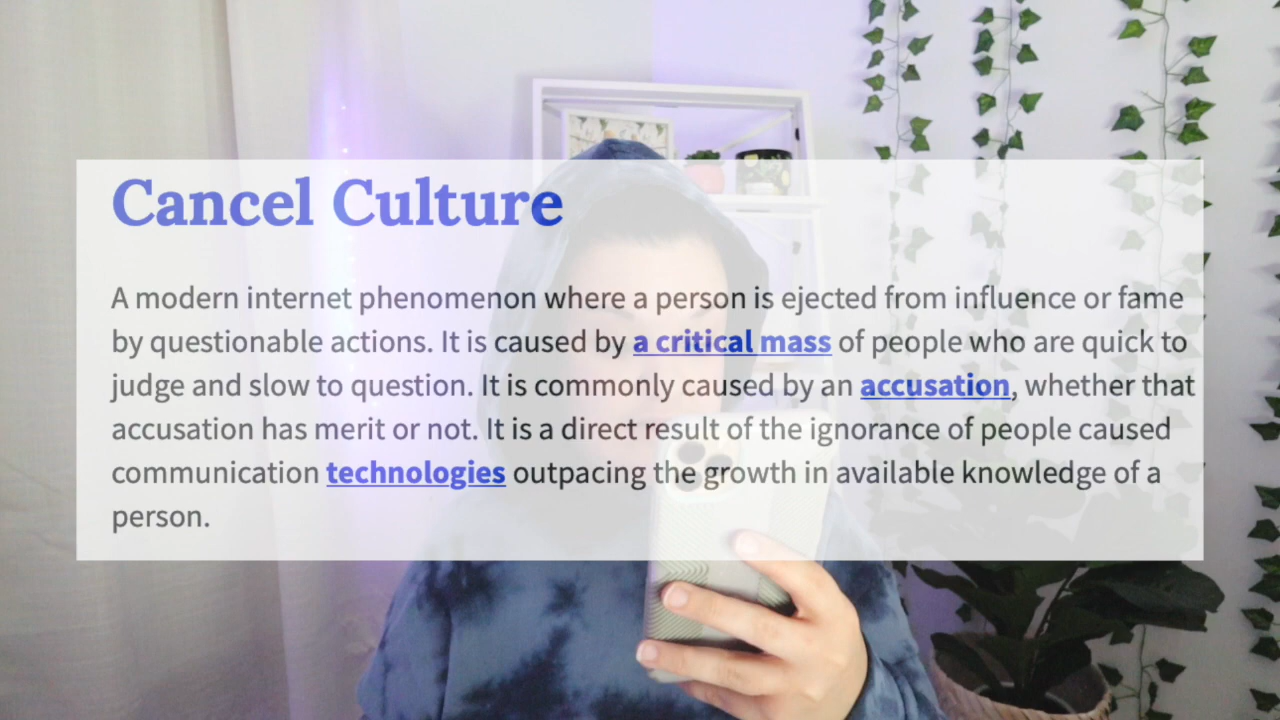 Cancel Culture
A modern internet phenomenon where a person is ejected from influence or fame
by questionable actions. It is caused by a critical mass of people who are quick to
judge and slow to question. It is commonly caused by an accusation, whether that
accusation has merit or not. It is a direct result of the ignorance of people caused
communication technologies outpacing the growth in available knowledge of a
person.